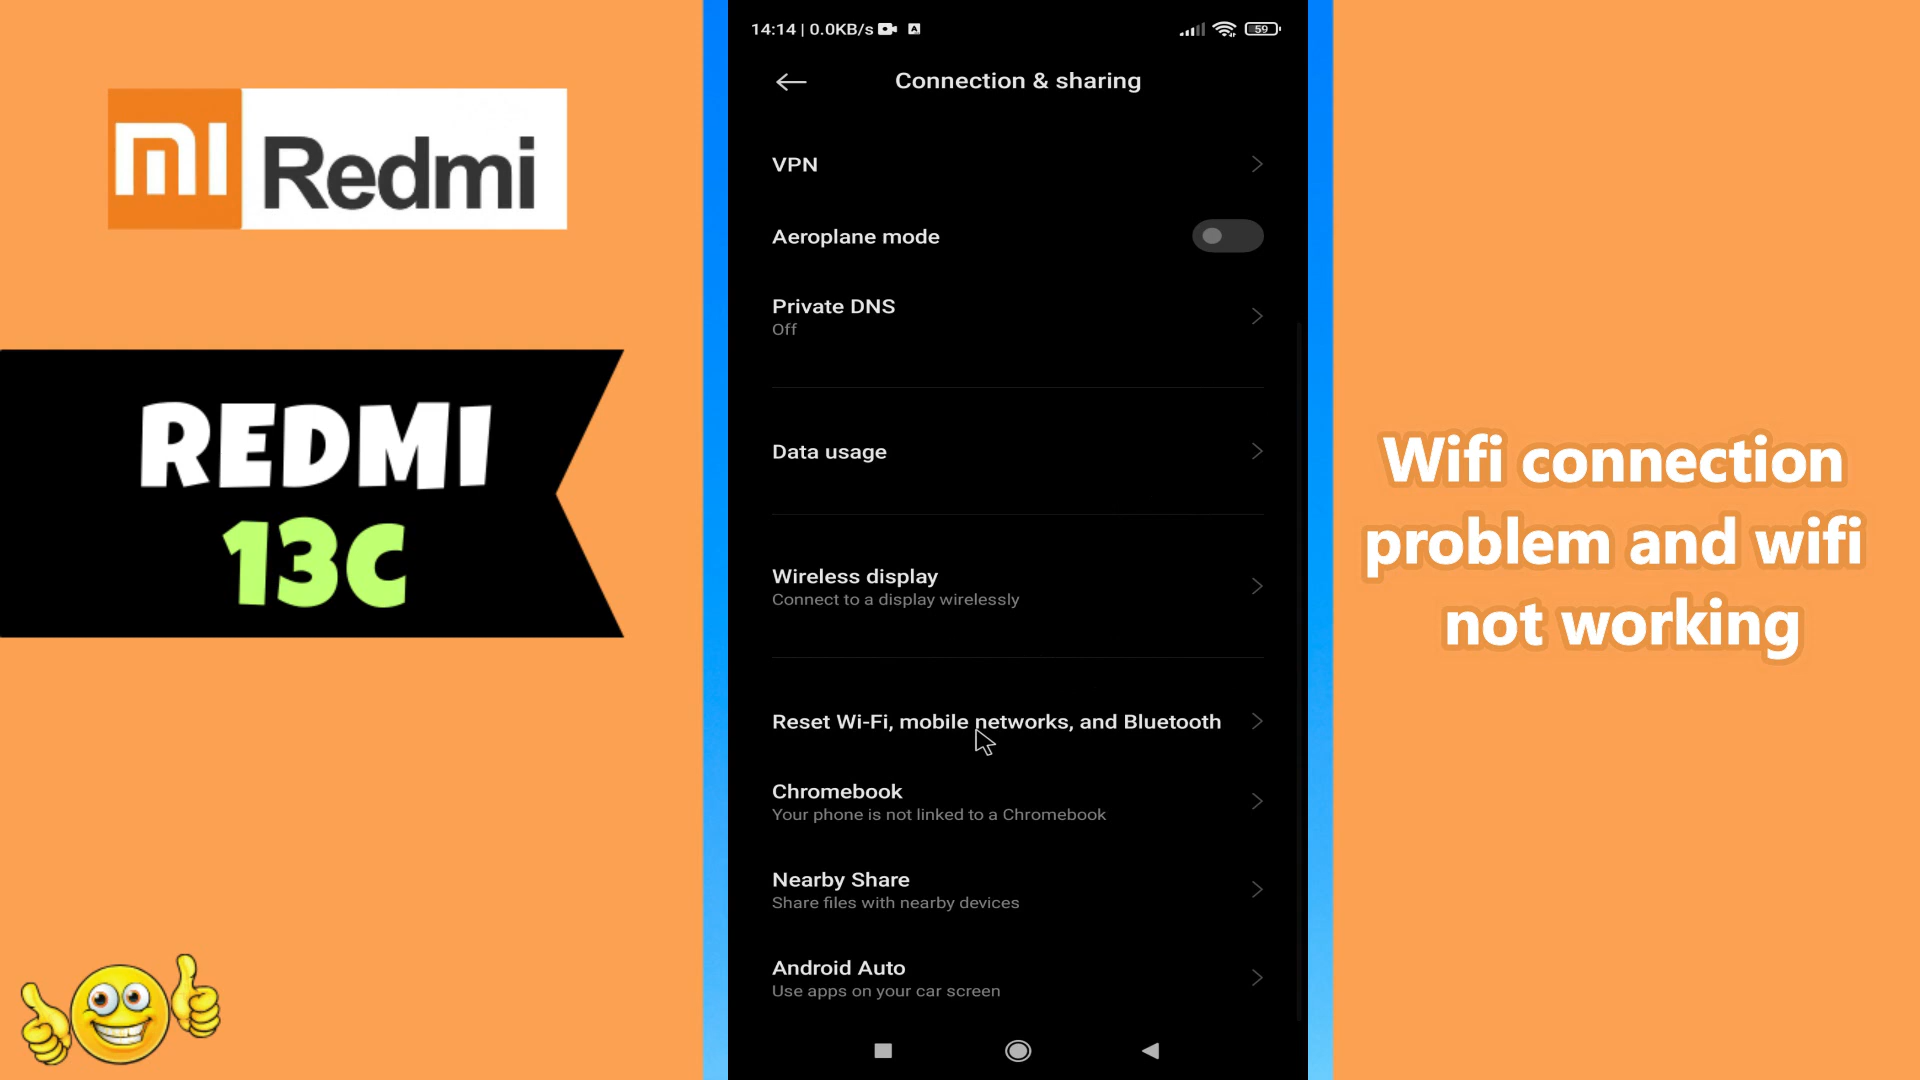 mi Redmi
REDMI
13C
14:14 | 0.0KB/s
A
59
Connection & sharing
VPN
Aeroplane mode
Private DNS
Off
Data usage
Wireless display
Connect to a display wirelessly
Reset Wi-Fi, mobile networks, and Bluetooth
Chromebook
Your phone is not linked to a Chromebook
Nearby Share
Share files with nearby devices
Android Auto
Use apps on your car screen
Wifi connection
problem and wifi
not working